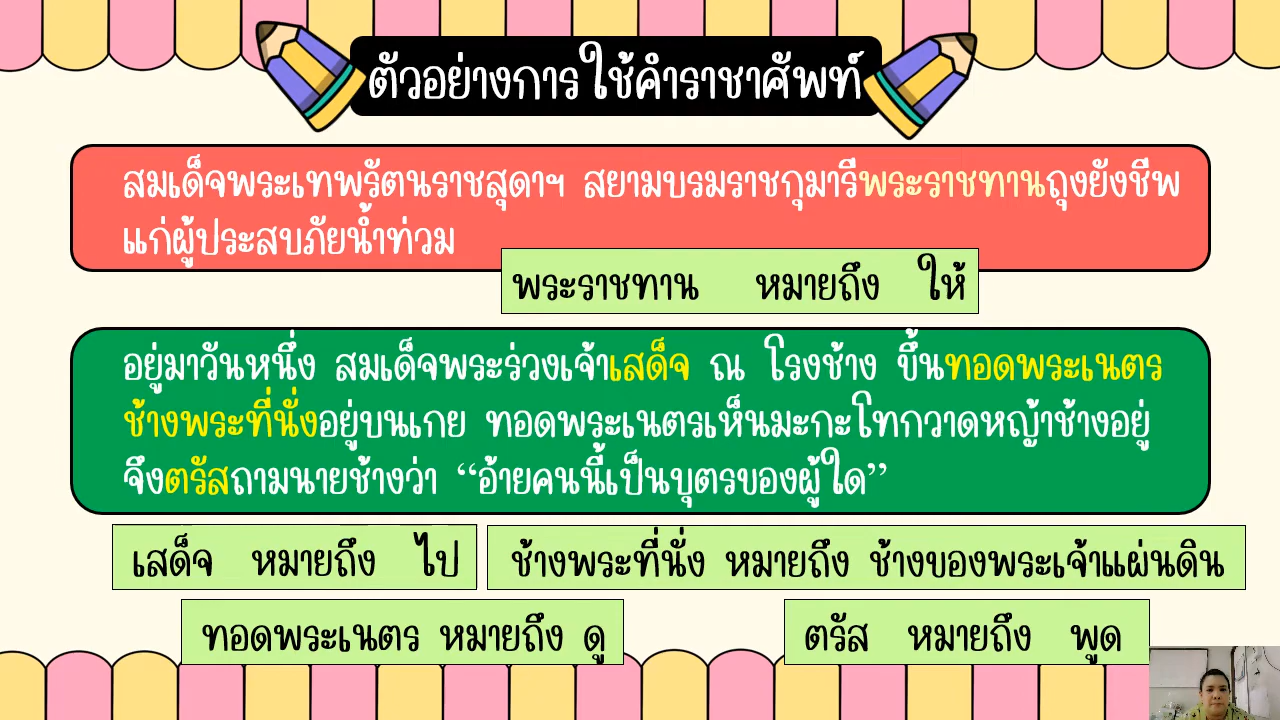 ตัวอย่างการใช้คำราชาศัพท์
สมเด็จพระเทพรัตนราชสุดาฯ สยามบรมราชกุมารีพระราชทานถุงยังชีพ
แก่ผู้ประสบภัยน้ำท่วม
พระราชทาน หมายถึง ให้
อยู่มาวันหนึ่ง สมเด็จพระร่วงเจ้าเสด็จ ณ โรงช้าง ขึ้นทอดพระเนตร
ช้างพระที่นั่งอยู่บนเกย ทอดพระเนตรเห็นมะกะโทกวาดหญ้าช้างอยู่
จึงตรัสถามนายช้างว่า “อ้ายคนนี้เป็นบุตรของผู้ใด”
เสด็จ หมายถึง ไป
ช้างพระที่นั่ง หมายถึง ช้างของพระเจ้าแผ่นดิน
ทอดพระเนตร หมายถึง ดู
ตรัส หมายถึง พูด